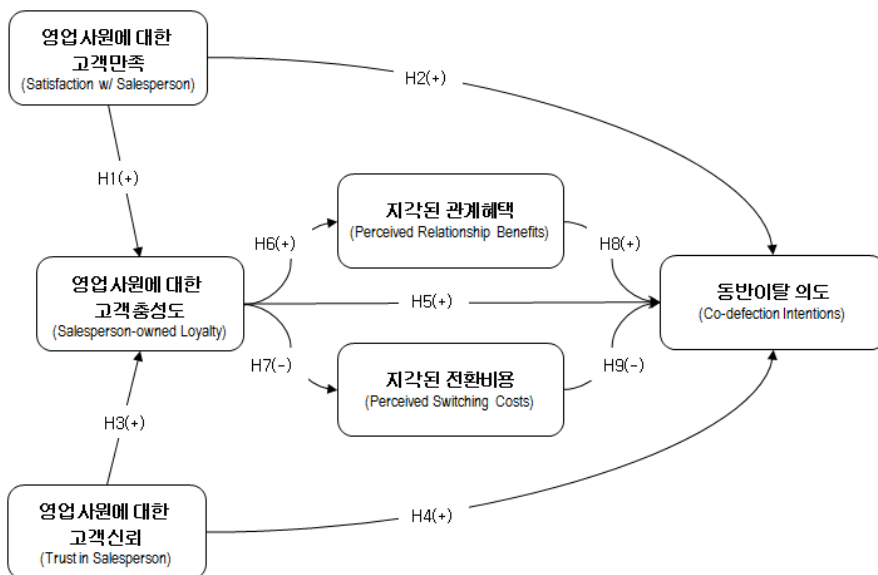 영업사원에 대한
고객만족
(Satisfaction w/ Salesperson)
H2(+)
H1(+)
지각된 관계혜택
(Perceived Relationship Benefits)
H6(+)
H8(+)
영업사원에 대한
고객충성도
(Salesperson-owned Loyalty)
H5(+)
동반이탈 의도
(Co-defection Intentions)
H7(-)
H9(-)
지각된 전환비용
(Perceived Switching Costs)
H3(+)
영업사원에 대한
고객신뢰
(Trust in Salesperson)
H4(+)